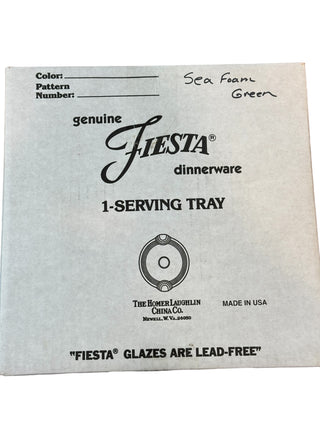 Color:
Pattern
Number:
Sea Foam
Green
genuine
FIESTA®
dinnerware
1-SERVING TRAY
THE HOMER LAUGHLIN
CHINA CO.
NEWELL, W. VA. 26050
MADE IN USA
"FIESTA® GLAZES ARE LEAD-FREE"